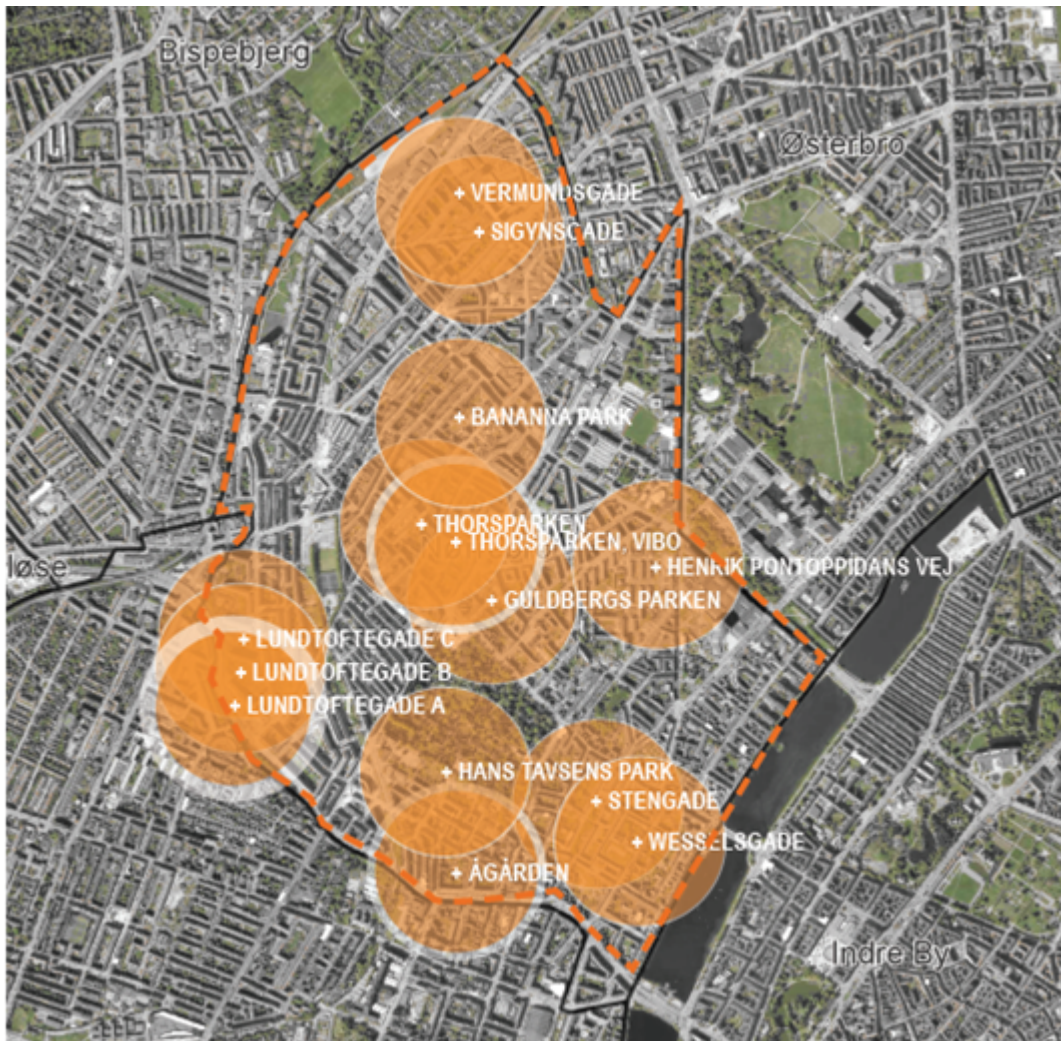 Bispebjerg
Østerbro
+ VERMUNDSGADE
+ SIGYNSGADE
+ BANANNA PARK
+ THORSPARKEN
+ THORSPARKEN, VIBO
+ HENRIK PONTOPPIDANS VEJ
løse
+ GULDBERGS PARKEN
+ LUNDTOFTEGADE C
+ LUNDTOFTEGADE B
+ LUNDTOFTEGADE A
+ HANS TAVSENS PARK
+ STENGADE
+ WESSELSGADE
+ ÅGÅRDEN
Indre By